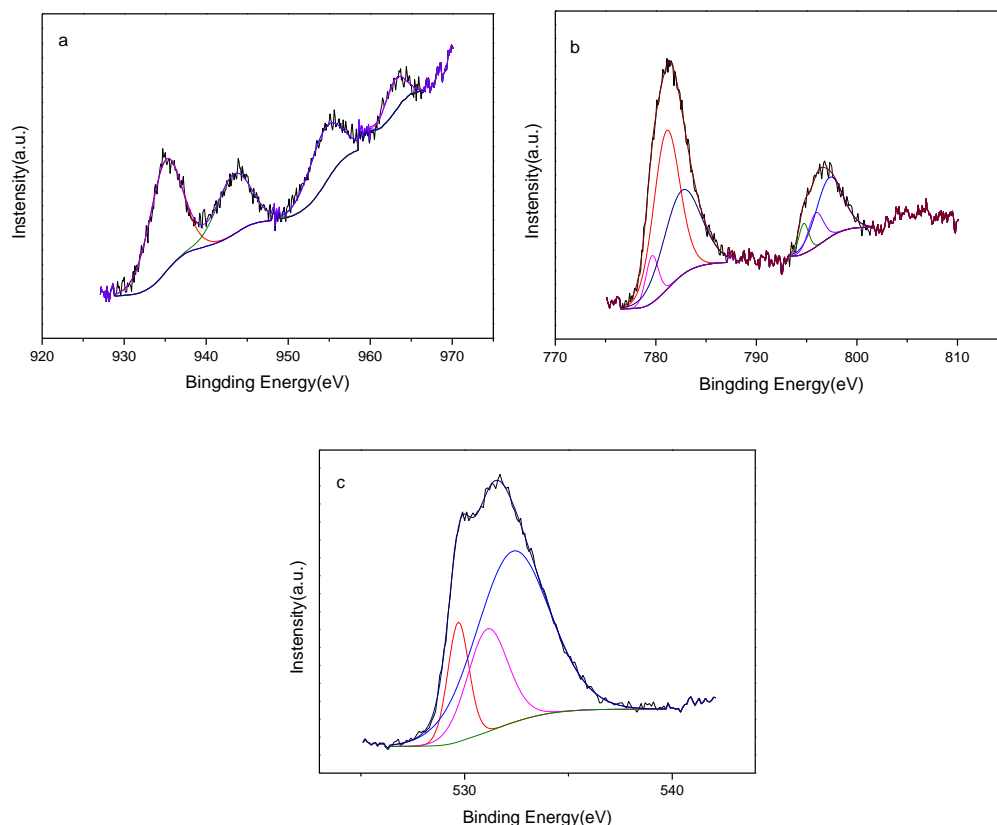 a
Instensity(a.u.)
920 930 940 950 960 970
Bingding Energy(eV)
b
Instensity(a.u.)
770 780 790 800 810
Bingding Energy(eV)
c
Instensity(a.u.)
530 540
Binding Energy(eV)